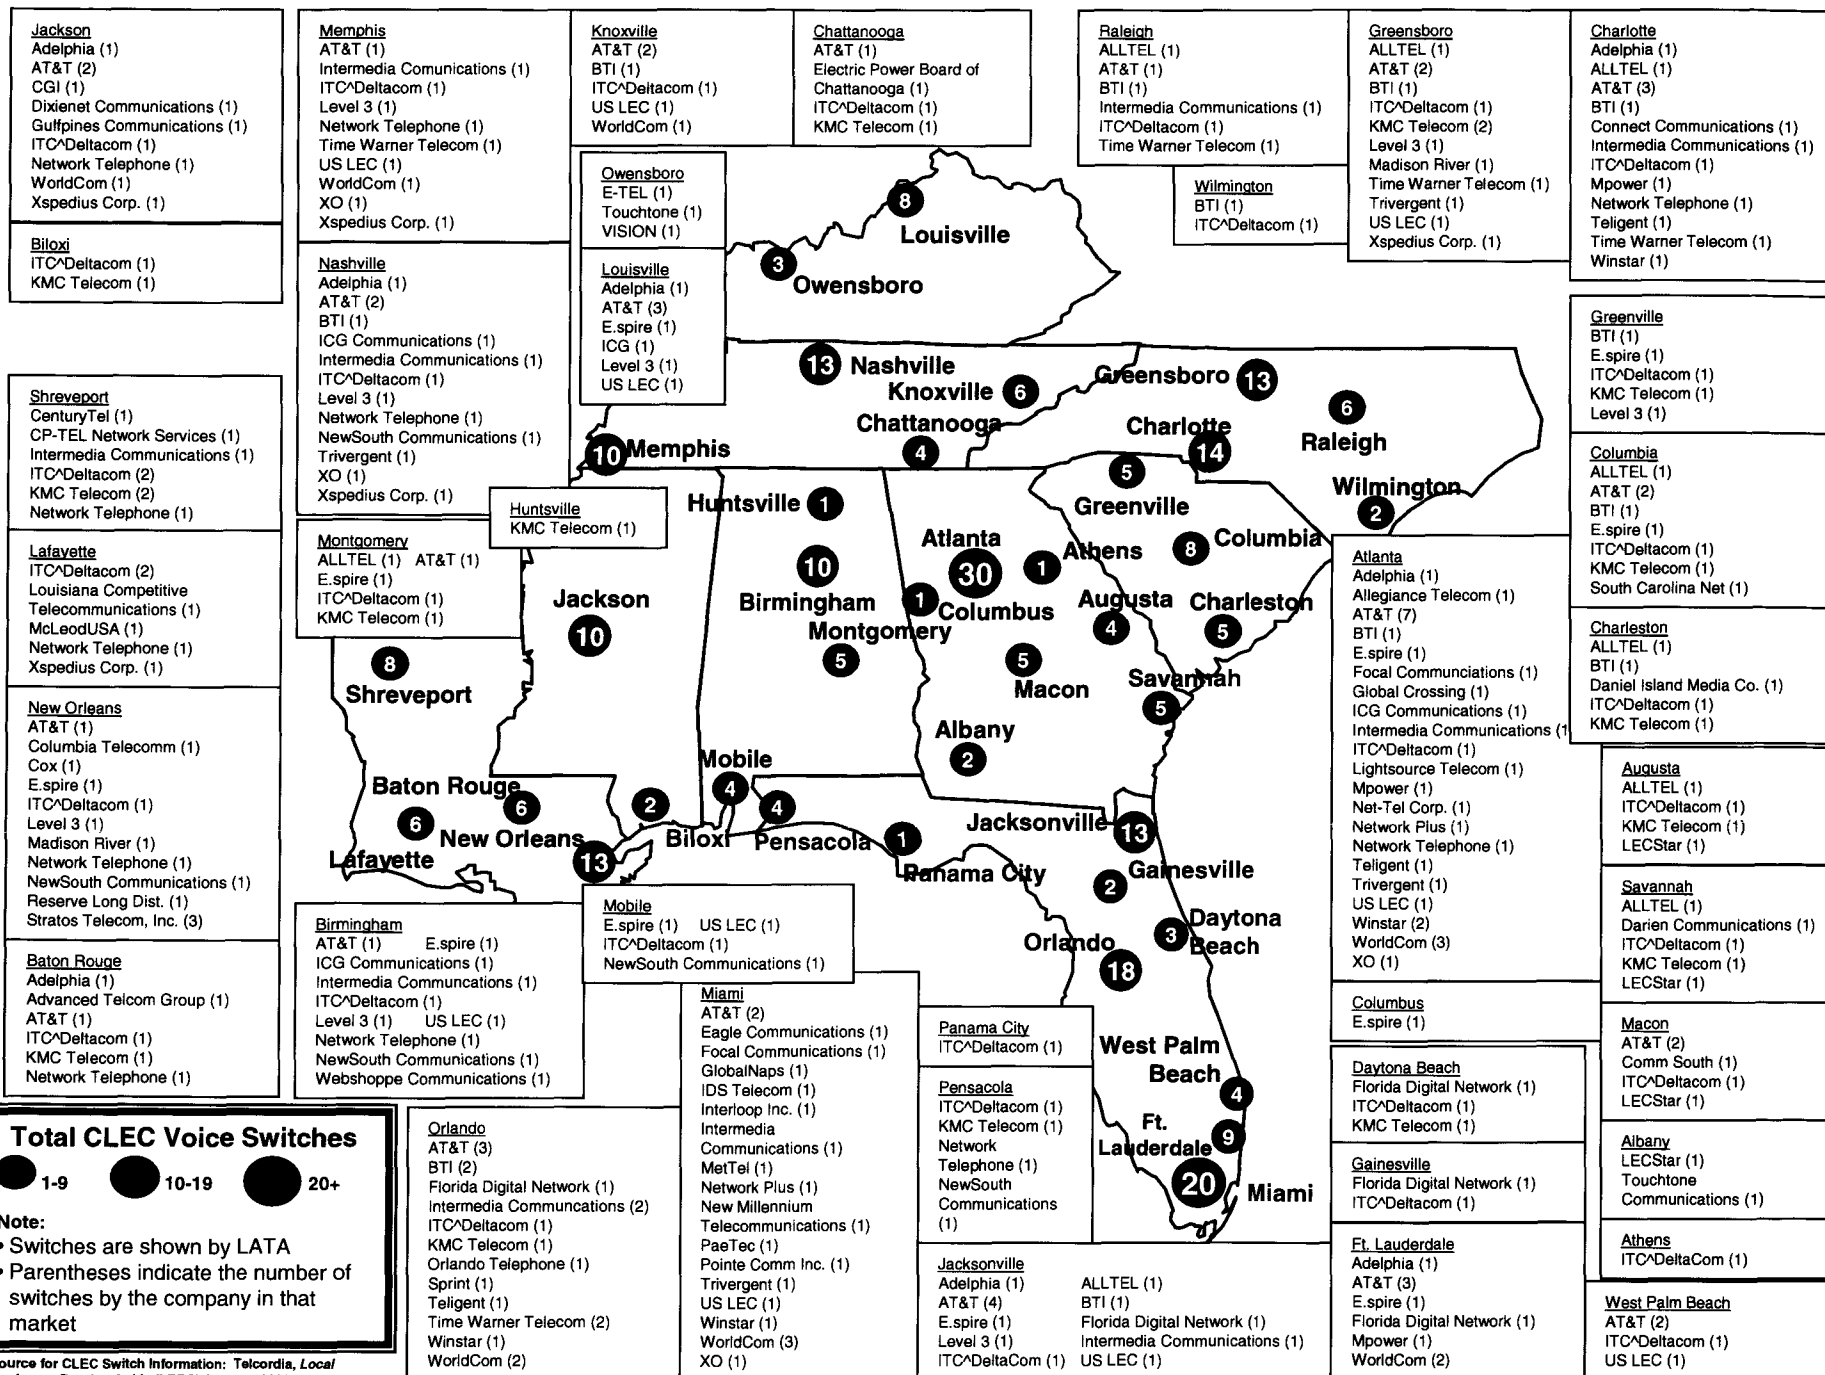 Jackson
Adelphia (1)
AT&T (2)
CGI (1)
Dixienet Communications (1)
Gulfpines Communications (1)
ITC^Deltacom (1)
Network Telephone (1)
WorldCom (1)
Xspedius Corp. (1)
Biloxi
ITC^Deltacom (1)
KMC Telecom (1)
Memphis
AT&T (1)
Intermedia Comunications (1)
ITC^Deltacom (1)
Level 3 (1)
Network Telephone (1)
Time Warner Telecom (1)
US LEC (1)
WorldCom (1)
XO (1)
Xspedius Corp. (1)
Nashville
Adelphia (1)
AT&T (2)
BTI (1)
ICG Communications (1)
Intermedia Communications (1)
ITC^Deltacom (1)
Level 3 (1)
Network Telephone (1)
NewSouth Communications (1)
Trivergent (1)
XO (1)
Xspedius Corp. (1)
Knoxville
AT&T (2)
BTI (1)
ITC^Deltacom (1)
US LEC (1)
WorldCom (1)
Chattanooga
AT&T (1)
Electric Power Board of
Chattanooga (1)
ITC^Deltacom (1)
KMC Telecom (1)
Owensboro
E-TEL (1)
Touchtone (1)
VISION (1)
Louisville
Adelphia (1)
AT&T (3)
E.spire (1)
ICG (1)
Level 3 (1)
US LEC (1)
Raleigh
ALLTEL (1)
AT&T (1)
BTI (1)
Intermedia Communications (1)
ITC^Deltacom (1)
Time Warner Telecom (1)
Wilmington
BTI (1)
ITC^Deltacom (1)
Greensboro
ALLTEL (1)
AT&T (2)
BTI (1)
ITC^Deltacom (1)
KMC Telecom (2)
Level 3 (1)
Madison River (1)
Time Warner Telecom (1)
Trivergent (1)
US LEC (1)
Xspedius Corp. (1)
Charlotte
Adelphia (1)
ALLTEL (1)
AT&T (3)
BTI (1)
Connect Communications (1)
Intermedia Communications (1)
ITC^Deltacom (1)
Mpower (1)
Network Telephone (1)
Teligent (1)
Time Warner Telecom (1)
Winstar (1)
Greenville
BTI (1)
E.spire (1)
ITC^Deltacom (1)
KMC Telecom (1)
Level 3 (1)
Columbia
ALLTEL (1)
AT&T (2)
BTI (1)
E.spire (1)
ITC^Deltacom (1)
KMC Telecom (1)
South Carolina Net (1)
Charleston
ALLTEL (1)
BTI (1)
Daniel Island Media Co. (1)
ITC^Deltacom (1)
KMC Telecom (1)
Shreveport
CenturyTel (1)
CP-TEL Network Services (1)
Intermedia Communications (1)
ITC^Deltacom (2)
KMC Telecom (2)
Network Telephone (1)
Lafayette
ITC^Deltacom (2)
Louisiana Competitive
Telecommunications (1)
McLeodUSA (1)
Network Telephone (1)
Xspedius Corp. (1)
New Orleans
AT&T (1)
Columbia Telecomm (1)
Cox (1)
E.spire (1)
ITC^Deltacom (1)
Level 3 (1)
Madison River (1)
Network Telephone (1)
NewSouth Communications (1)
Reserve Long Dist. (1)
Stratos Telecom, Inc. (3)
Baton Rouge
Adelphia (1)
Advanced Telcom Group (1)
AT&T (1)
ITC^Deltacom (1)
KMC Telecom (1)
Network Telephone (1)
Huntsville
KMC Telecom (1)
Montgomery
ALLTEL (1) AT&T (1)
E.spire (1)
ITC^Deltacom (1)
KMC Telecom (1)
8
Louisville
3
Owensboro
13 Nashville
Knoxville 6
Chattanooga
4
10 Memphis
Greensboro 13
6
Raleigh
Charlotte
14
Wilmington
2
5
Greenville
8 Columbia
Charleston
5
Huntsville 1
10
Birmingham
Montgomery
5
Jackson
10
Atlanta
30
1 Athens
1 Columbus
Augusta
4
5
Macon
Savannah
5
Albany
2
8
Shreveport
Baton Rouge
6
6
Lafayette
New Orleans
13
2
Biloxi
Mobile
4
4
Pensacola
1
Panama City
Jacksonville 13
2 Gainesville
3 Daytona
Beach
Orlando
18
West Palm
Beach
4
Ft.
Lauderdale 9
20 Miami
Atlanta
Adelphia (1)
Allegiance Telecom (1)
AT&T (7)
BTI (1)
E.spire (1)
Focal Communciations (1)
Global Crossing (1)
ICG Communications (1)
Intermedia Communications (1
ITC^Deltacom (1)
Lightsource Telecom (1)
Mpower (1)
Net-Tel Corp. (1)
Network Plus (1)
Network Telephone (1)
Teligent (1)
Trivergent (1)
US LEC (1)
Winstar (2)
WorldCom (3)
XO (1)
Columbus
E.spire (1)
Augusta
ALLTEL (1)
ITC^Deltacom (1)
KMC Telecom (1)
LECStar (1)
Savannah
ALLTEL (1)
Darien Communications (1)
ITC^Deltacom (1)
KMC Telecom (1)
LECStar (1)
Macon
AT&T (2)
Comm South (1)
ITC^Deltacom (1)
LECStar (1)
Albany
LECStar (1)
Touchtone
Communications (1)
Athens
ITC^DeltaCom (1)
Birmingham
AT&T (1) E.spire (1)
ICG Communications (1)
Intermedia Communcations (1)
ITC^Deltacom (1)
Level 3 (1) US LEC (1)
Network Telephone (1)
NewSouth Communications (1)
Webshoppe Communications (1)
Mobile
E.spire (1) US LEC (1)
ITC^Deltacom (1)
NewSouth Communications (1)
Miami
AT&T (2)
Eagle Communications (1)
Focal Communications (1)
GlobalNaps (1)
IDS Telecom (1)
Interloop Inc. (1)
Intermedia
Communications (1)
MetTel (1)
Network Plus (1)
New Millennium
Telecommunications (1)
PaeTec (1)
Pointe Comm Inc. (1)
Trivergent (1)
US LEC (1)
Winstar (1)
WorldCom (3)
XO (1)
Panama City
ITC^Deltacom (1)
Pensacola
ITC^Deltacom (1)
KMC Telecom (1)
Network
Telephone (1)
NewSouth
Communications
(1)
Daytona Beach
Florida Digital Network (1)
ITC^Deltacom (1)
KMC Telecom (1)
Gainesville
Florida Digital Network (1)
ITC^Deltacom (1)
Ft. Lauderdale
Adelphia (1)
AT&T (3)
E.spire (1)
Florida Digital Network (1)
Mpower (1)
WorldCom (2)
West Palm Beach
AT&T (2)
ITC^Deltacom (1)
US LEC (1)
Jacksonville
Adelphia (1) ALLTEL (1)
AT&T (4) BTI (1)
E.spire (1) Florida Digital Network (1)
Level 3 (1) Intermedia Communications (1)
ITC^DeltaCom (1) US LEC (1)
Orlando
AT&T (3)
BTI (2)
Florida Digital Network (1)
Intermedia Communcations (2)
ITC^Deltacom (1)
KMC Telecom (1)
Orlando Telephone (1)
Sprint (1)
Teligent (1)
Time Warner Telecom (2)
Winstar (1)
WorldCom (2)
Total CLEC Voice Switches
1-9 10-19 20+
Note:
• Switches are shown by LATA
• Parentheses indicate the number of
switches by the company in that
market
ource for CLEC Switch Information: Telcordia, Local